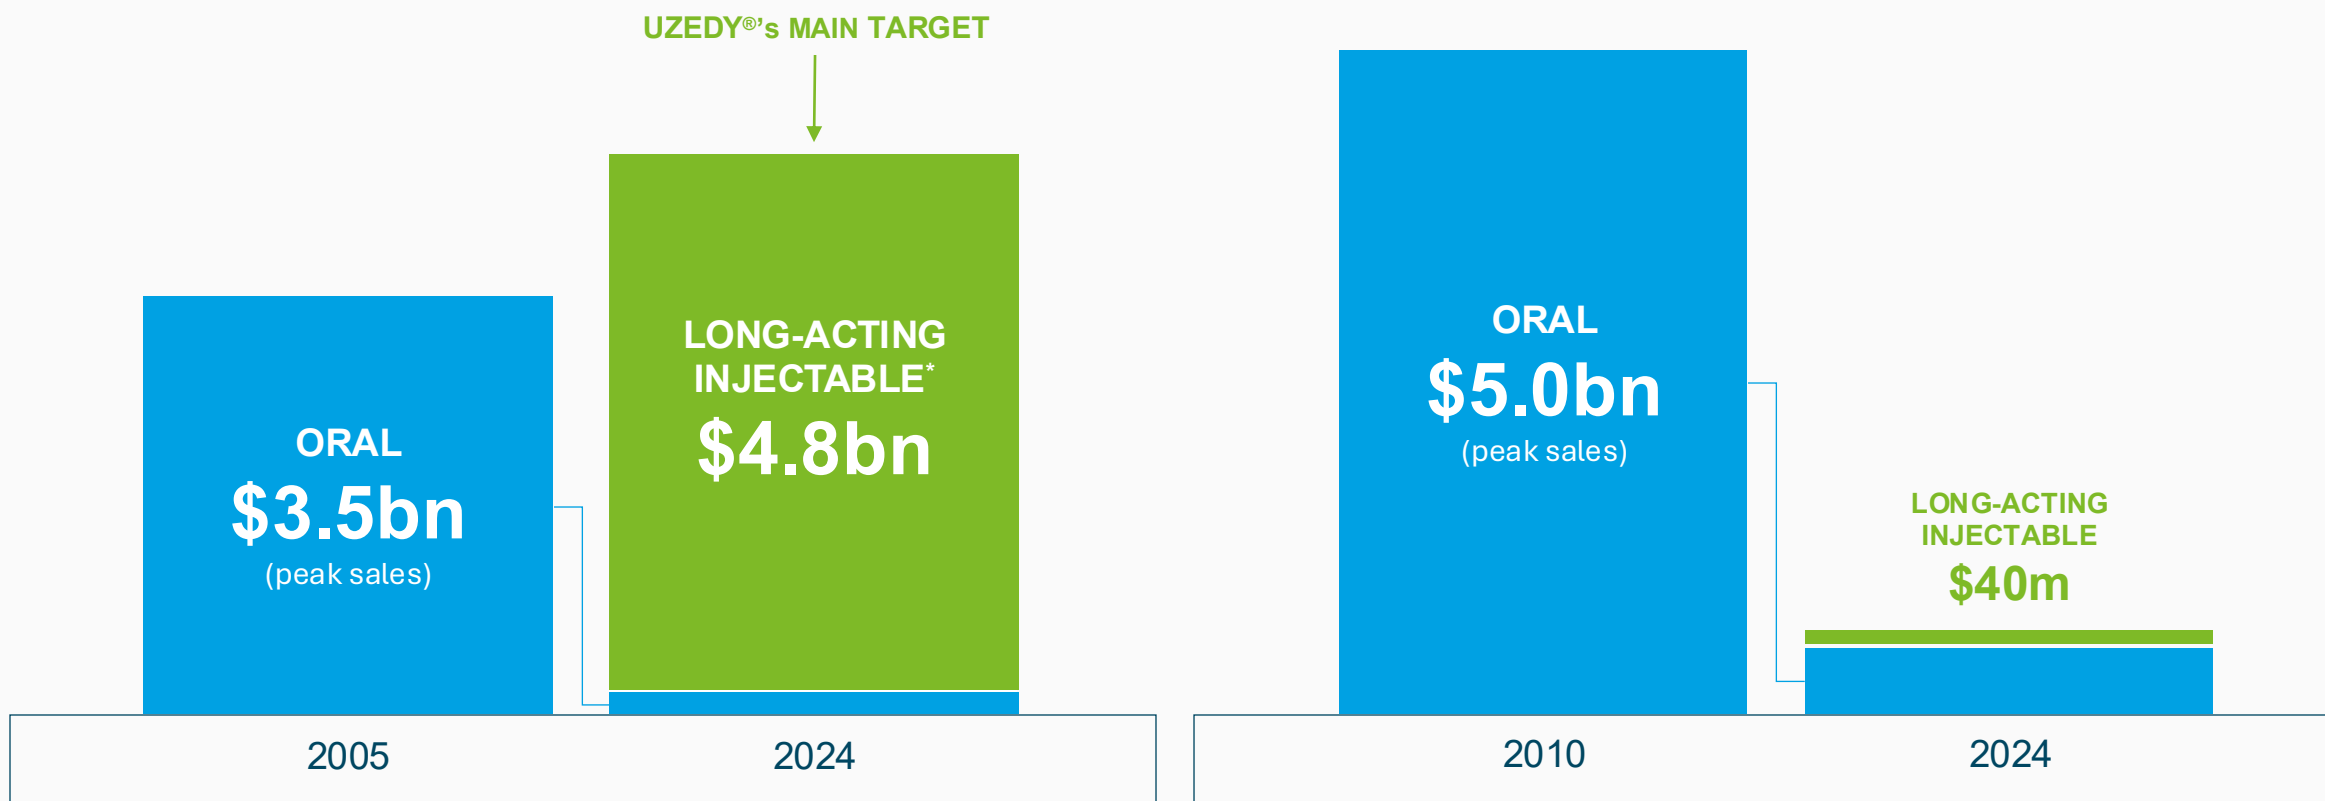 UZEDY®’s MAIN TARGET
ORAL
$3.5bn
(peak sales)
LONG-ACTING
INJECTABLE*
$4.8bn
2005
2024
ORAL
$5.0bn
(peak sales)
LONG-ACTING
INJECTABLE
$40m
2010
2024